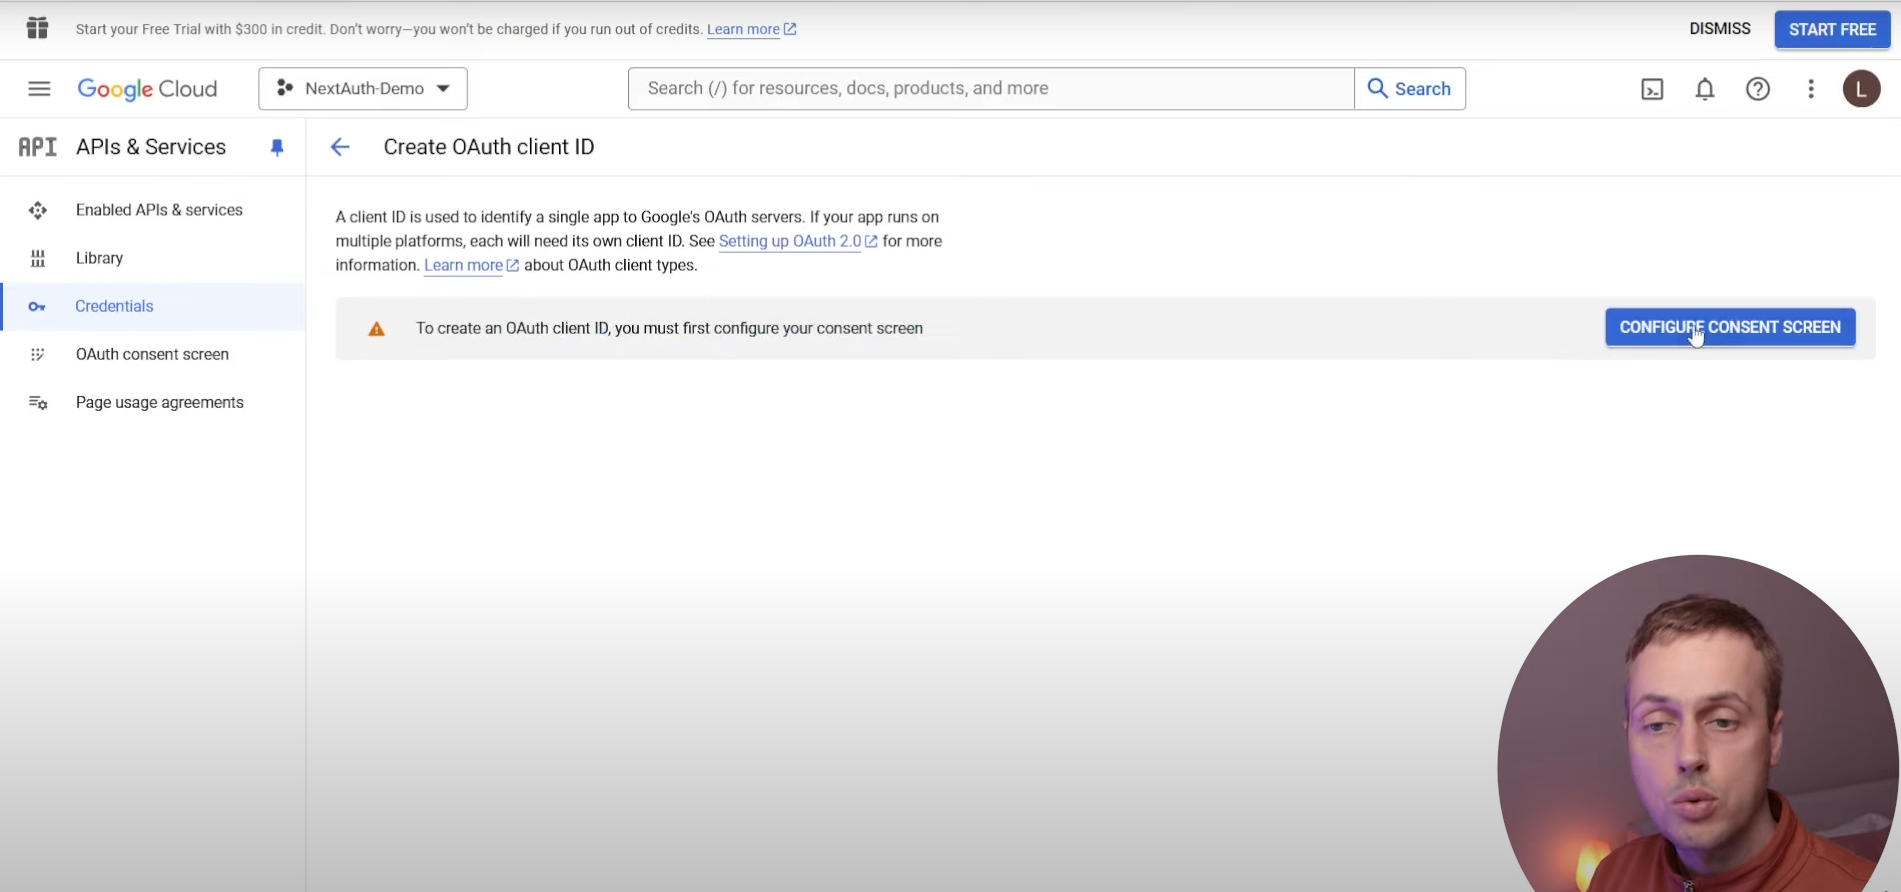 Start your Free Trial with $300 in credit. Don't worry—you won't be charged if you run out of credits. Learn more
DISMISS
START FREE
Google Cloud
NextAuth-Demo
Search (/) for resources, docs, products, and more
Search
L
API
APIs & Services
Create OAuth client ID
Enabled APIs & services
Library
Credentials
OAuth consent screen
Page usage agreements
A client ID is used to identify a single app to Google's OAuth servers. If your app runs on
multiple platforms, each will need its own client ID. See Setting up OAuth 2.0 for more
information. Learn more about OAuth client types.
To create an OAuth client ID, you must first configure your consent screen
CONFIGURE CONSENT SCREEN